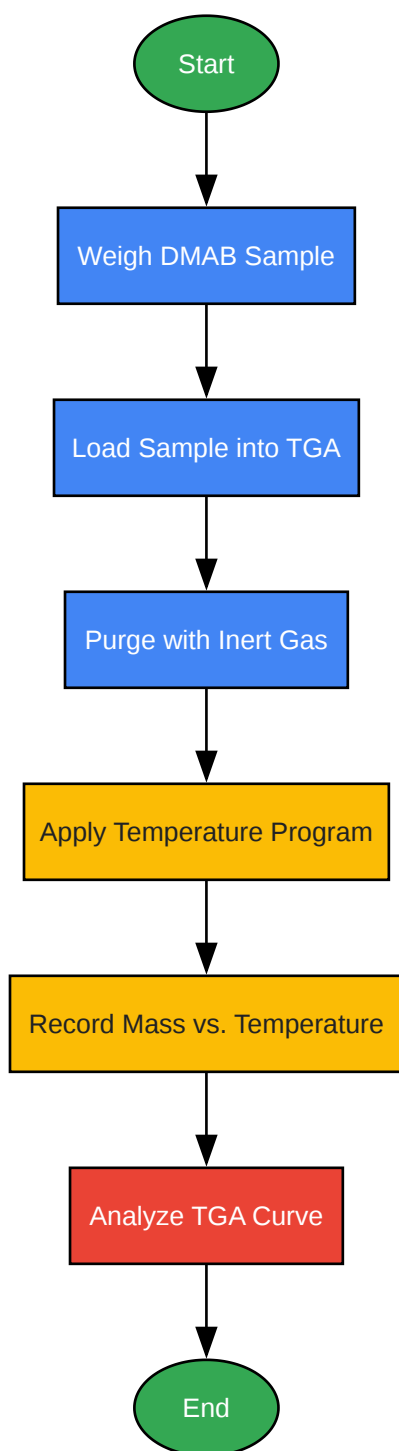 Start
Weigh DMAB Sample
Load Sample into TGA
Purge with Inert Gas
Apply Temperature Program
Record Mass vs. Temperature
Analyze TGA Curve
End